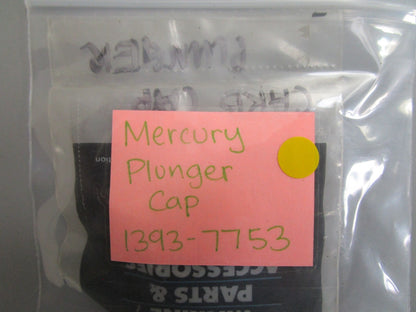 PLUNGER
CARB CAP
Mercury
Plunger
Cap
1393-7753
ACCESSORIES
PARTS &